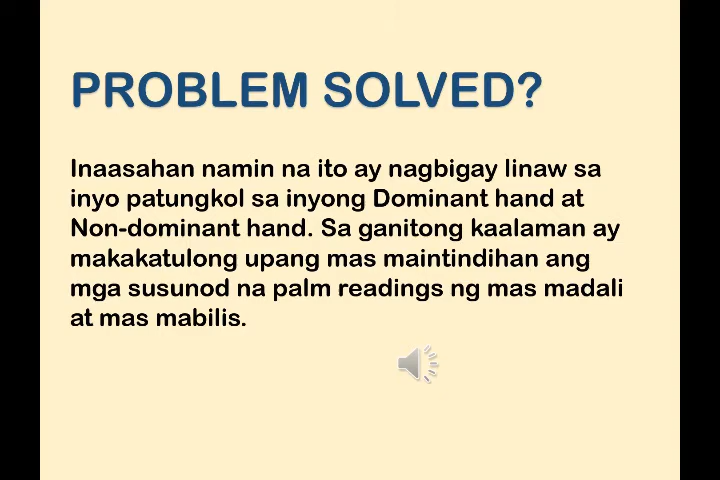 PROBLEM SOLVED?
Inaasahan namin na ito ay nagbigay linaw sa
inyo patungkol sa inyong Dominant hand at
Non-dominant hand. Sa ganitong kaalaman ay
makakatulong upang mas maintindihan ang
mga susunod na palm readings ng mas madali
at mas mabilis.